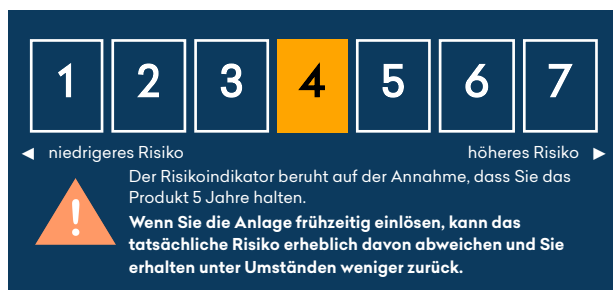 1 2 3 4 5 6 7
◄ niedrigeres Risiko höheres Risiko ►
Der Risikoindikator beruht auf der Annahme, dass Sie das
Produkt 5 Jahre halten.
!
Wenn Sie die Anlage frühzeitig einlösen, kann das
tatsächliche Risiko erheblich davon abweichen und Sie
erhalten unter Umständen weniger zurück.